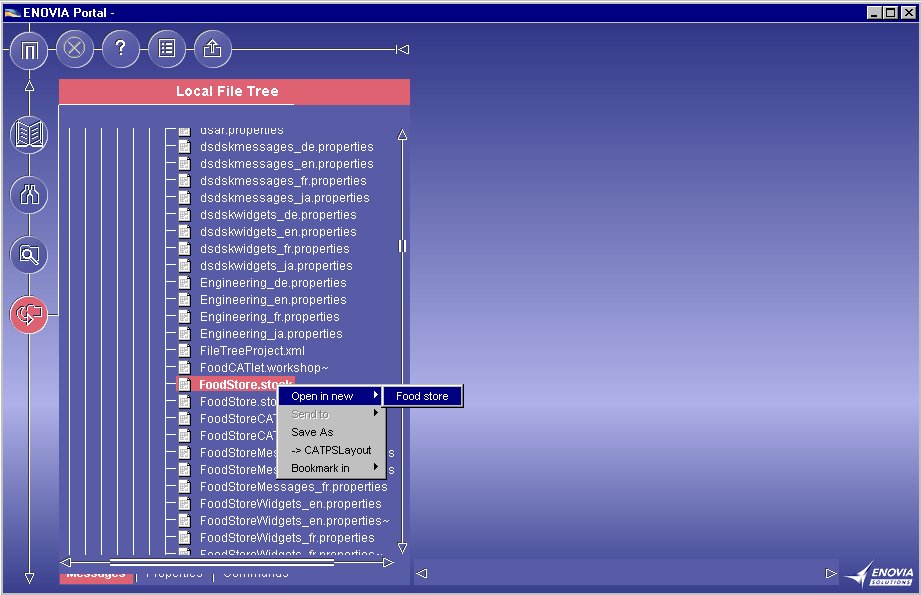 ENOVIA Portal -
?
Local File Tree
dsar.properties
dsdskmessages_de.properties
dsdskmessages_en.properties
dsdskmessages_fr.properties
dsdskmessages_ja.properties
dsdskwidgets_de.properties
dsdskwidgets_en.properties
dsdskwidgets_fr.properties
dsdskwidgets_ja.properties
Engineering_de.properties
Engineering_en.properties
Engineering_fr.properties
Engineering_ja.properties
FileTreeProject.xml
FoodCATlet.workshop~
FoodStore.stock
Open in new
Food store
FoodStore.sto
Send to
FoodStoreCAT
Save As
FoodStoreCAT
-> CATPSLayout
FoodStoreMes
s
Bookmark in
FoodStoreMes
s
FoodStoreMessages_fr.properties
FoodStoreWidgets_en.properties
FoodStoreWidgets_en.properties~
FoodStoreWidgets_fr.properties
FoodStoreWidgets_fr.properties~
Messages
Properties
Commands
ENOVIA
SOLUTIONS